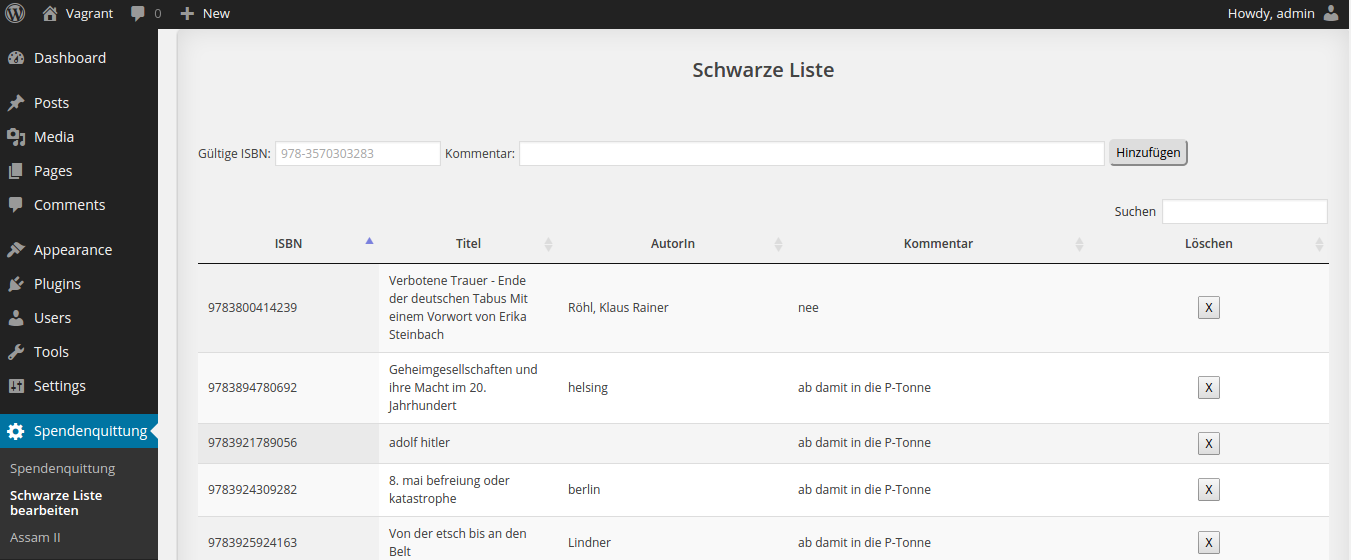 Vagrant 0 New Howdy, admin
Dashboard
Posts
Media
Pages
Comments
Appearance
Plugins
Users
Tools
Settings
Spendenquittung
Spendenquittung
Schwarze Liste
bearbeiten
Assam II
Schwarze Liste
Gültige ISBN: 978-3570303283 Kommentar: Hinzufügen
Suchen
ISBN Titel AutorIn Kommentar Löschen
Verbotene Trauer - Ende
der deutschen Tabus Mit
9783800414239 einem Vorwort von Erika Röhl, Klaus Rainer nee X
Steinbach
Geheimgesellschaften und
9783894780692 ihre Macht im 20. helsing ab damit in die P-Tonne X
Jahrhundert
9783921789056 adolf hitler ab damit in die P-Tonne X
8. mai befreiung oder
9783924309282 katastrophe berlin ab damit in die P-Tonne X
Von der etsch bis an den
9783925924163 Belt Lindner ab damit in die P-Tonne X